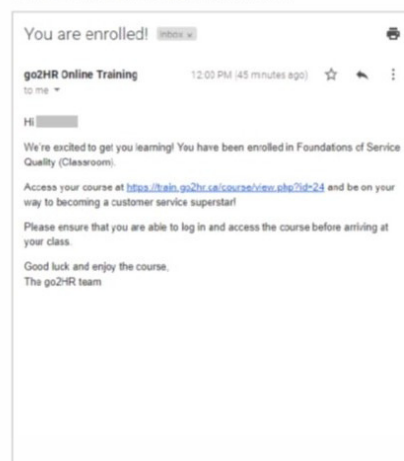 You are enrolled! Inbox x
go2HR Online Training 12:00 PM (45 minutes ago)
to me
Hi
We're excited to get you learning! You have been enrolled in Foundations of Service
Quality (Classroom).
Access your course at https://train.go2hr.ca/course/view.php?id=24 and be on your
way to becoming a customer service superstar!
Please ensure that you are able to log in and access the course before arriving at
your class.
Good luck and enjoy the course,
The go2HR team